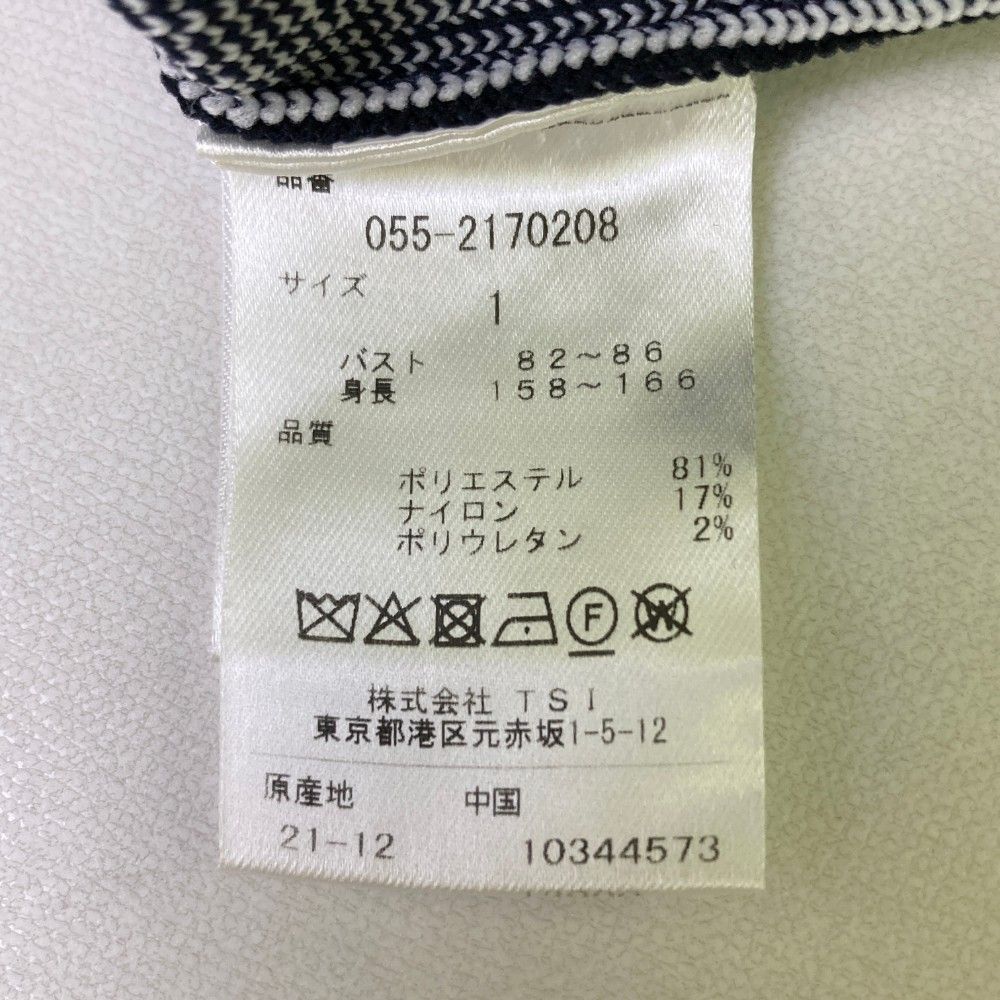 品番
055-2170208
サイズ
1
バスト 82～86
身長 158～166
品質
ポリエステル 81%
ナイロン 17%
ポリウレタン 2%
F W
株式会社 TSI
東京都港区元赤坂1-5-12
原産地 中国
21-12 10344573